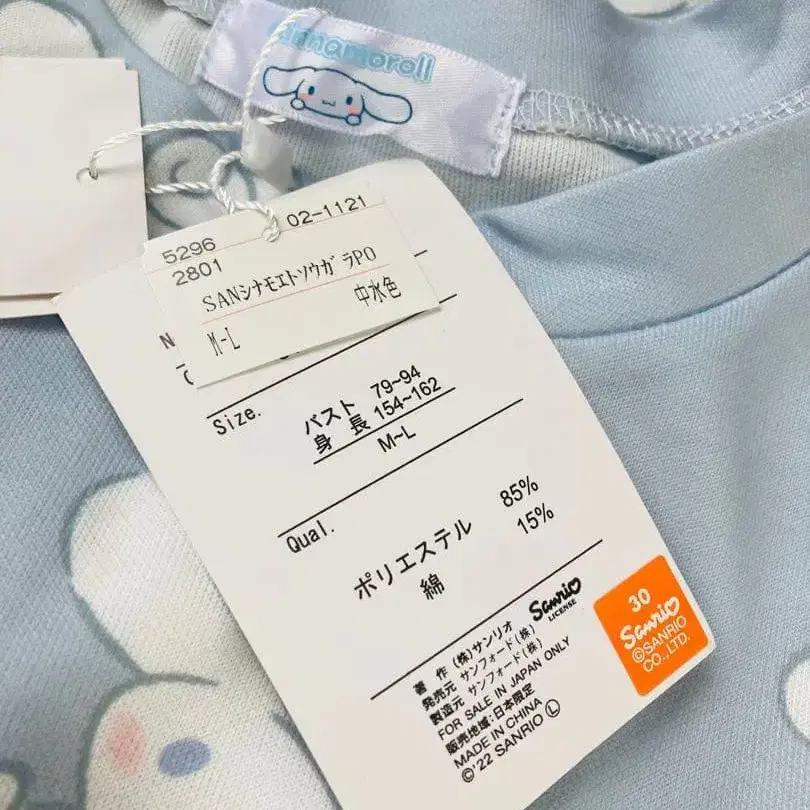 cinnamoroll
02-1121
5296
2801
SANシナモエトソウガ ラPO
M-L
中水色
N
Size.
バスト 79~94
身 長 154~162
M~L
Qual.
ポリエステル 85%
綿 15%
Sanrio
LICENSE
著 作 (株)サンリオ
発売元 サンフォード(株)
製造元 サンフォード(株)
FOR SALE IN JAPAN ONLY
販売地域:日本限定
MADE IN CHINA
©'22 SANRIO Ⓛ
30
Sanrio
©SANRIO
CO.,LTD.